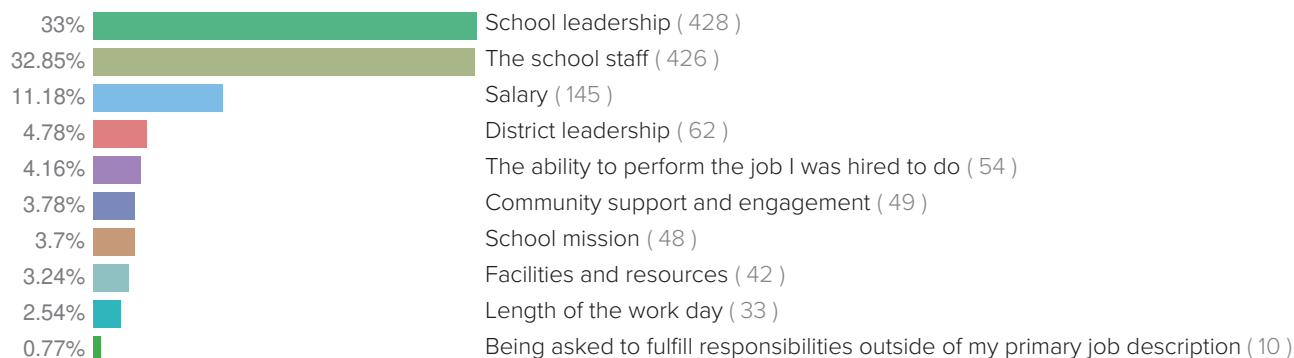 33% School leadership ( 428 )
32.85% The school staff ( 426 )
11.18% Salary ( 145 )
4.78% District leadership ( 62 )
4.16% The ability to perform the job I was hired to do ( 54 )
3.78% Community support and engagement ( 49 )
3.7% School mission ( 48 )
3.24% Facilities and resources ( 42 )
2.54% Length of the work day ( 33 )
0.77% Being asked to fulfill responsibilities outside of my primary job description ( 10 )